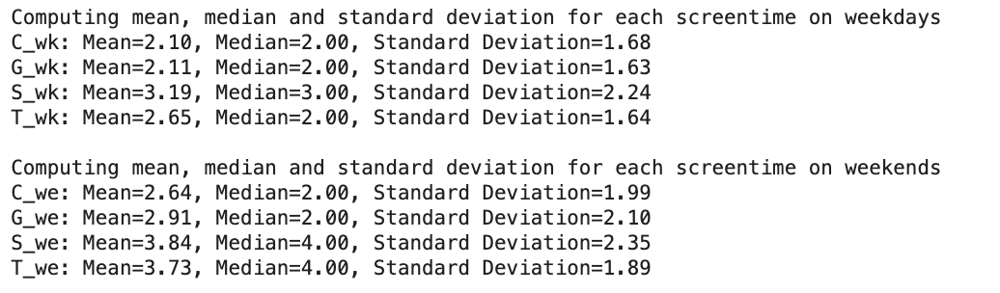 Computing mean, median and standard deviation for each screentime on weekdays
C_wk: Mean=2.10, Median=2.00, Standard Deviation=1.68
G_wk: Mean=2.11, Median=2.00, Standard Deviation=1.63
S_wk: Mean=3.19, Median=3.00, Standard Deviation=2.24
T_wk: Mean=2.65, Median=2.00, Standard Deviation=1.64
Computing mean, median and standard deviation for each screentime on weekends
C_we: Mean=2.64, Median=2.00, Standard Deviation=1.99
G_we: Mean=2.91, Median=2.00, Standard Deviation=2.10
S_we: Mean=3.84, Median=4.00, Standard Deviation=2.35
T_we: Mean=3.73, Median=4.00, Standard Deviation=1.89